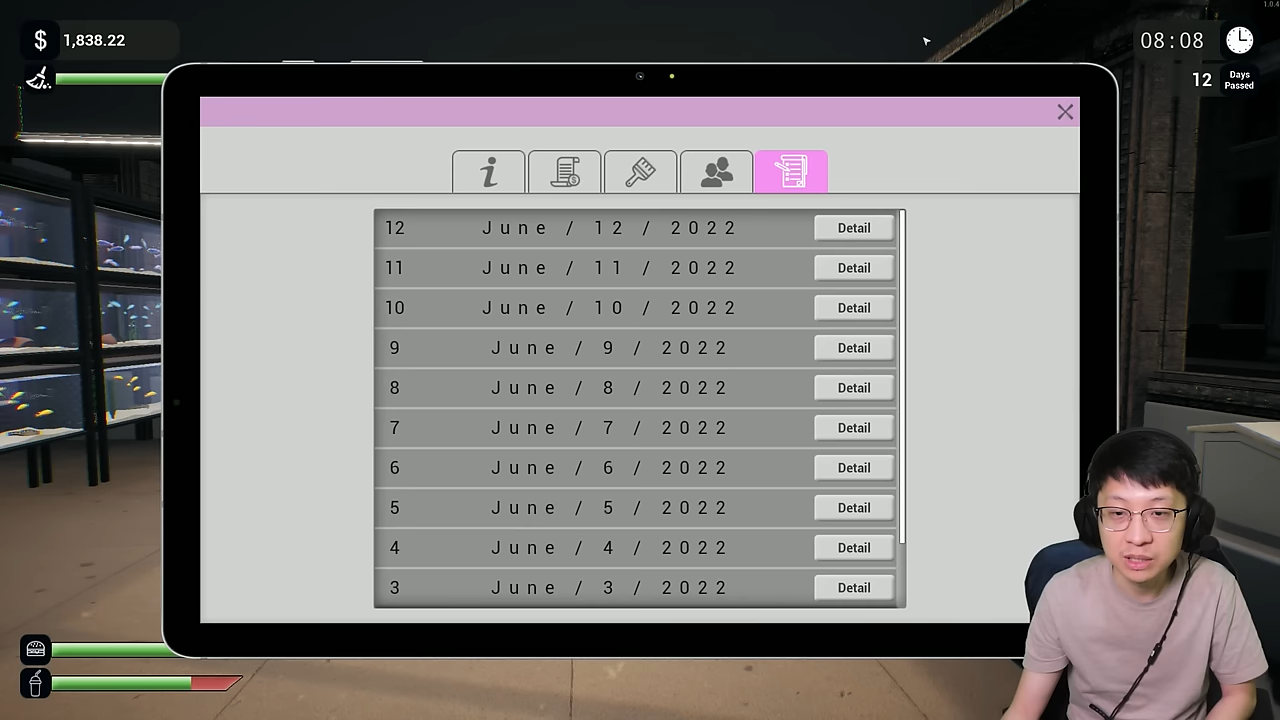 1.0.4
$ 1,838.22
08:08
12 Days Passed
12 June / 12 / 2022 Detail
11 June / 11 / 2022 Detail
10 June / 10 / 2022 Detail
9 June / 9 / 2022 Detail
8 June / 8 / 2022 Detail
7 June / 7 / 2022 Detail
6 June / 6 / 2022 Detail
5 June / 5 / 2022 Detail
4 June / 4 / 2022 Detail
3 June / 3 / 2022 Detail